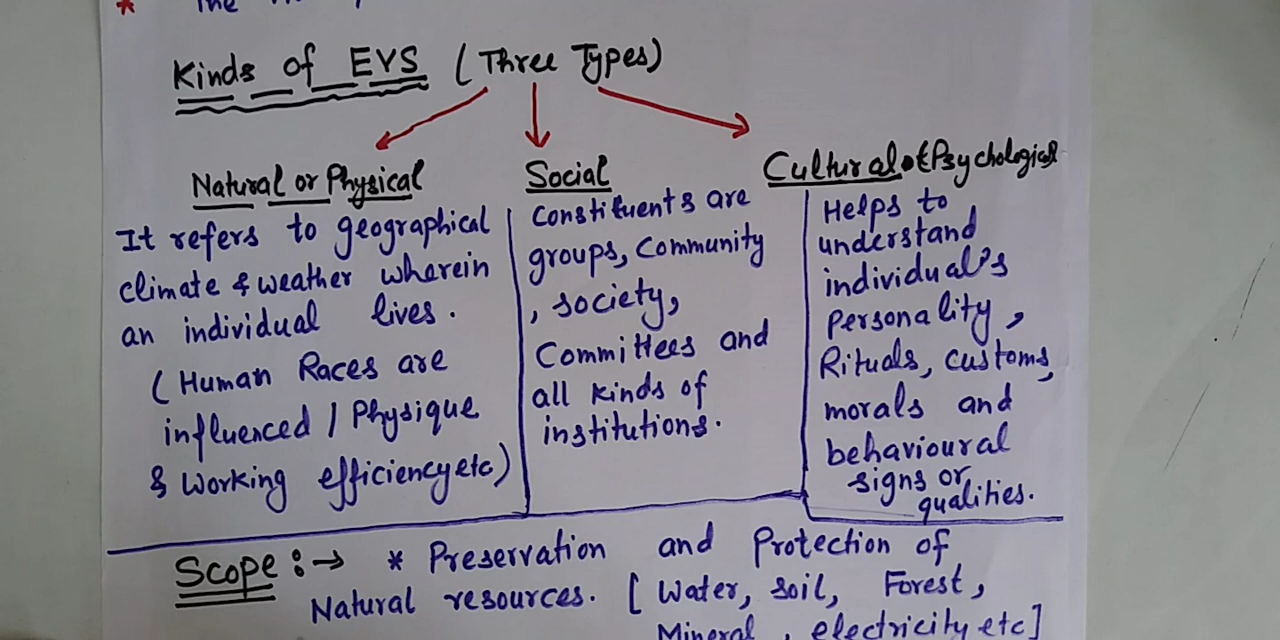 * The
Kinds of EVS (Three Types)
Natural or Physical
It refers to geographical
climate & weather wherein
an individual lives.
(Human Races are
influenced / Physique
& working efficiency etc)
Social
Constituents are
groups, Community
, society,
Committees and
all kinds of
institutions.
Cultural or Psychological
Helps to
understand
individual's
personality,
Rituals, customs,
morals and
behavioural
signs or
qualities.
Scope :→ * Preservation and Protection of
Natural resources. [Water, soil, Forest,
Mineral, electricity etc]